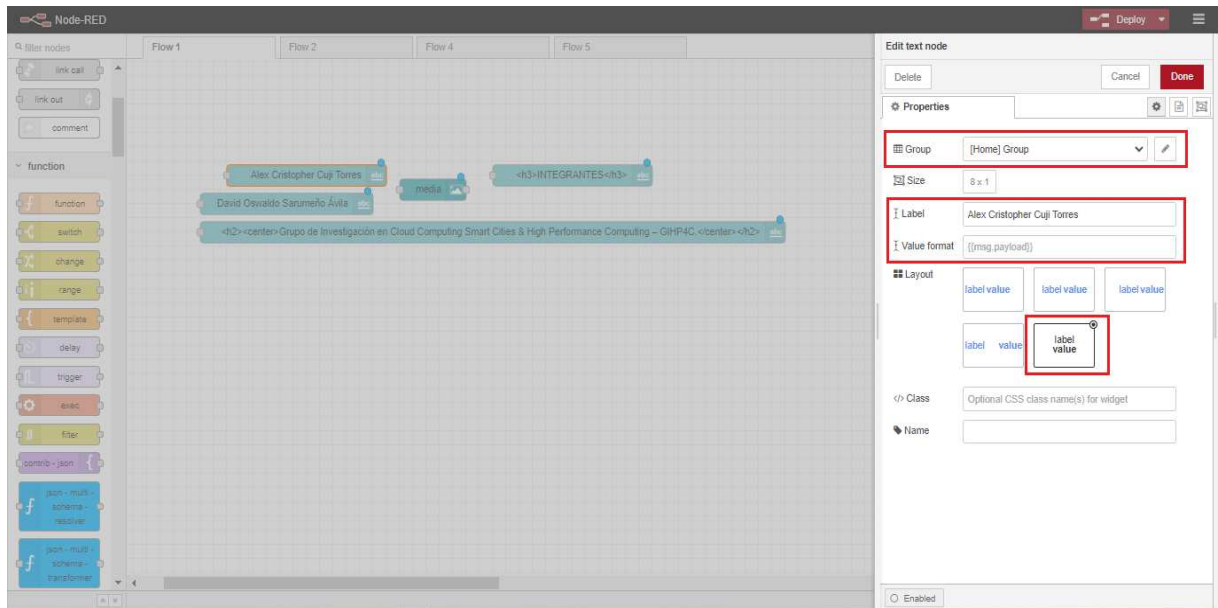 Node-RED
Deploy
filter nodes
Flow 1
Flow 2
Flow 4
Flow 5
link call
link out
comment
function
function
switch
change
range
template
delay
trigger
exec
filter
contrib - json
json - multi -
schema -
resolver
json - multi -
schema -
transformer
Alex Cristopher Cuji Torres
abc
<h3>INTEGRANTES</h3>
abc
media
David Oswaldo Sarumeño Ávila
abc
<h2><center>Grupo de Investigación en Cloud Computing Smart Cities & High Performance Computing – GIHP4C.</center></h2>
abc
Edit text node
Delete
Cancel
Done
Properties
Group
[Home] Group
Size
8 x 1
Label
Alex Cristopher Cuji Torres
Value format
{{msg.payload}}
Layout
label value
label value
label value
label value
label
value
</> Class
Optional CSS class name(s) for widget
Name
Enabled